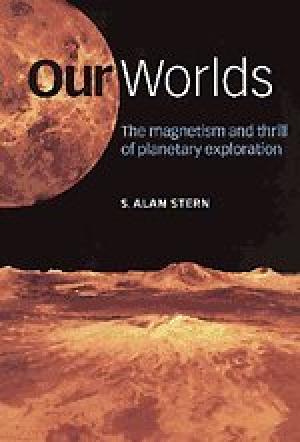 Our Worlds
The magnetism and thrill
of planetary exploration
S. ALAN STERN